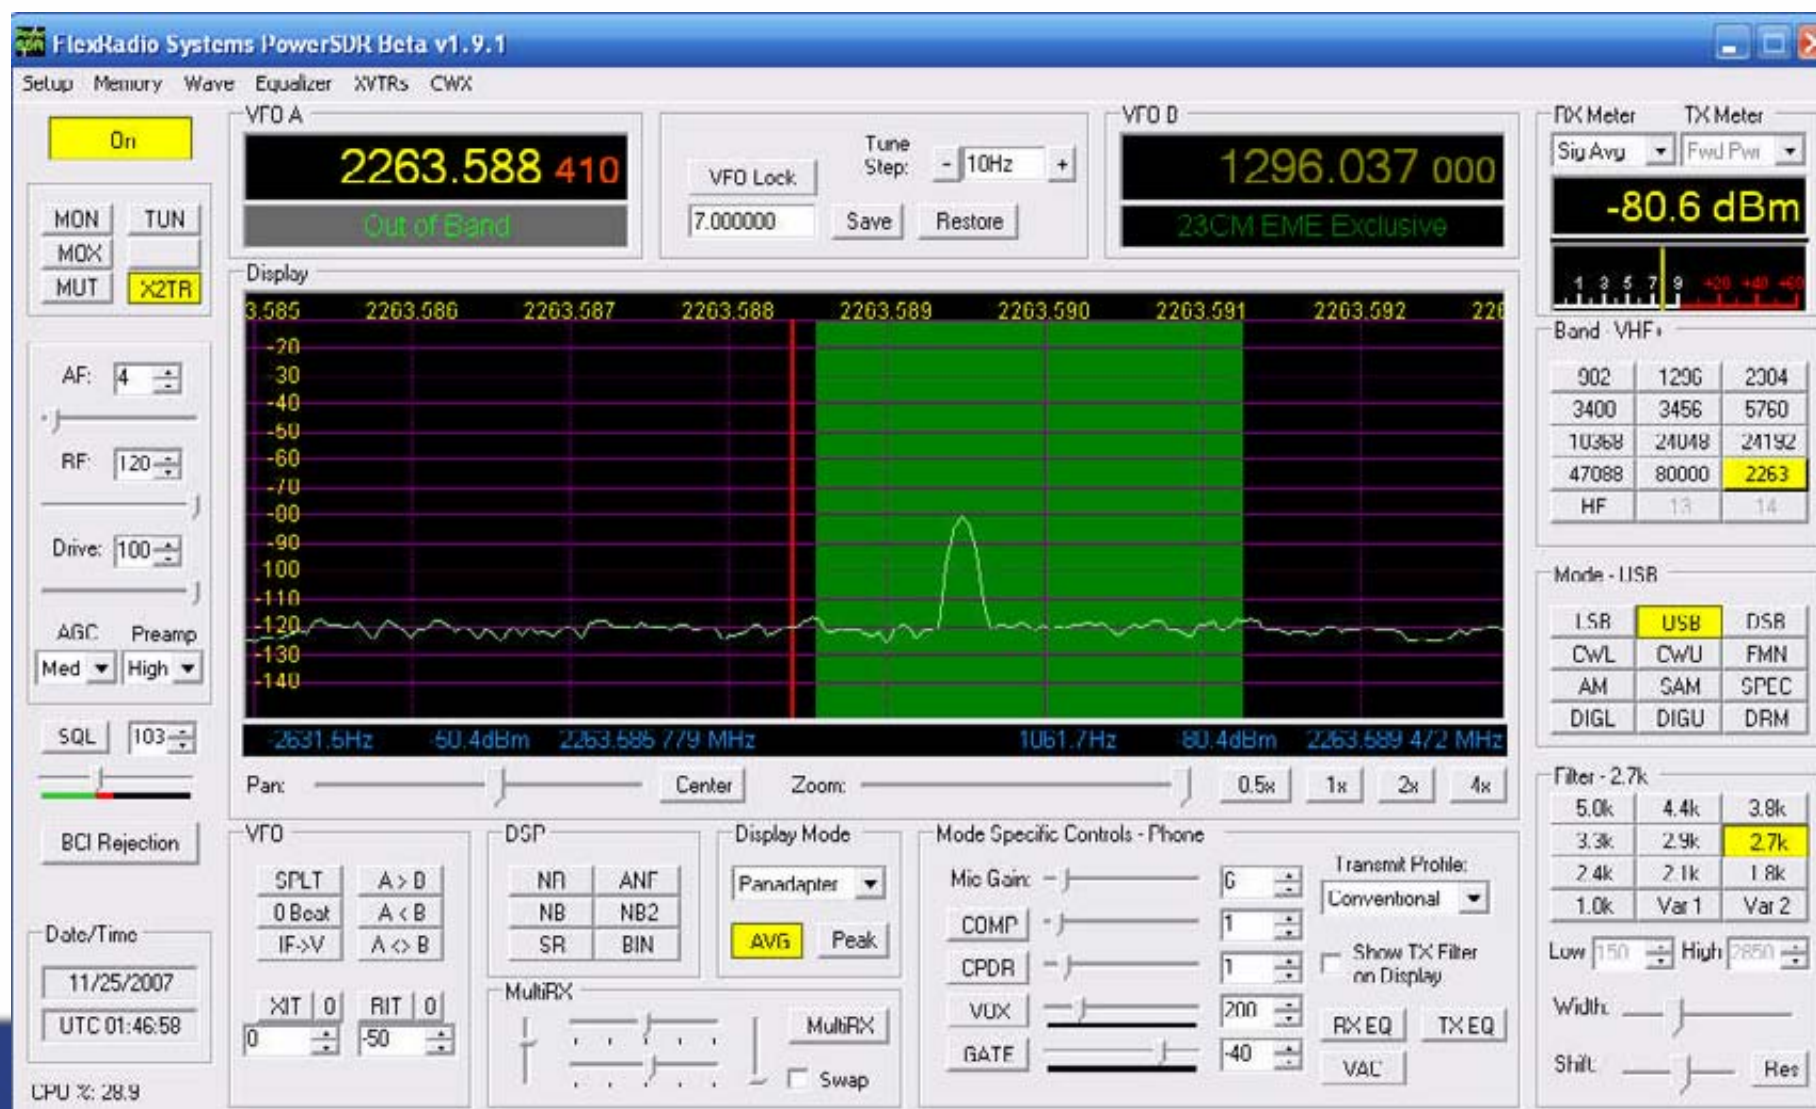 FlexRadio Systems PowerSDR Beta v1.9.1
Setup Memory Wave Equalizer XVTRs CWX
On
MON TUN
MOX
MUT X2TR
AF: 4
RF: 120
Drive: 100
AGC Preamp
Med High
SQL 103
BCI Rejection
Date/Time
11/25/2007
UTC 01:46:58
CPU %: 28.9
VFO A
2263.588 410
Out of Band
VFO Lock
Tune
Step: - 10Hz +
7.000000 Save Restore
VFO B
1296.037 000
23CM EME Exclusive
Display
3.585 2263.586 2263.587 2263.588 2263.589 2263.590 2263.591 2263.592 226
-20
-30
-40
-50
-60
-70
-80
-90
-100
-110
-120
-130
-140
-2631.5Hz -50.4dBm 2263.585 779 MHz 1061.7Hz -80.4dBm 2263.589 472 MHz
Pan: Center Zoom: 0.5x 1x 2x 4x
VFO
SPLT A > B
0 Beat A < B
IF->V A <> B
XIT 0 RIT 0
0 -50
DSP
NR ANF
NB NB2
SR BIN
Display Mode
Panadapter
AVG Peak
MultiRX
MultiRX
Swap
Mode Specific Controls - Phone
Mic Gain: 6
COMP 1
CPDR 1
VOX 200
GATE -40
Transmit Profile:
Conventional
Show TX Filter
on Display
RX EQ TX EQ
VAC
RX Meter TX Meter
Sig Avg Fwd Pwr
-80.6 dBm
1 3 5 7 9 +20 +40 +60
Band - VHF+
902 1296 2304
3400 3456 5760
10368 24048 24192
47088 80000 2263
HF 13 14
Mode - USB
LSB USB DSB
CWL CWU FMN
AM SAM SPEC
DIGL DIGU DRM
Filter - 2.7k
5.0k 4.4k 3.8k
3.3k 2.9k 2.7k
2.4k 2.1k 1.8k
1.0k Var 1 Var 2
Low 150 High 2850
Width:
Shift: Res